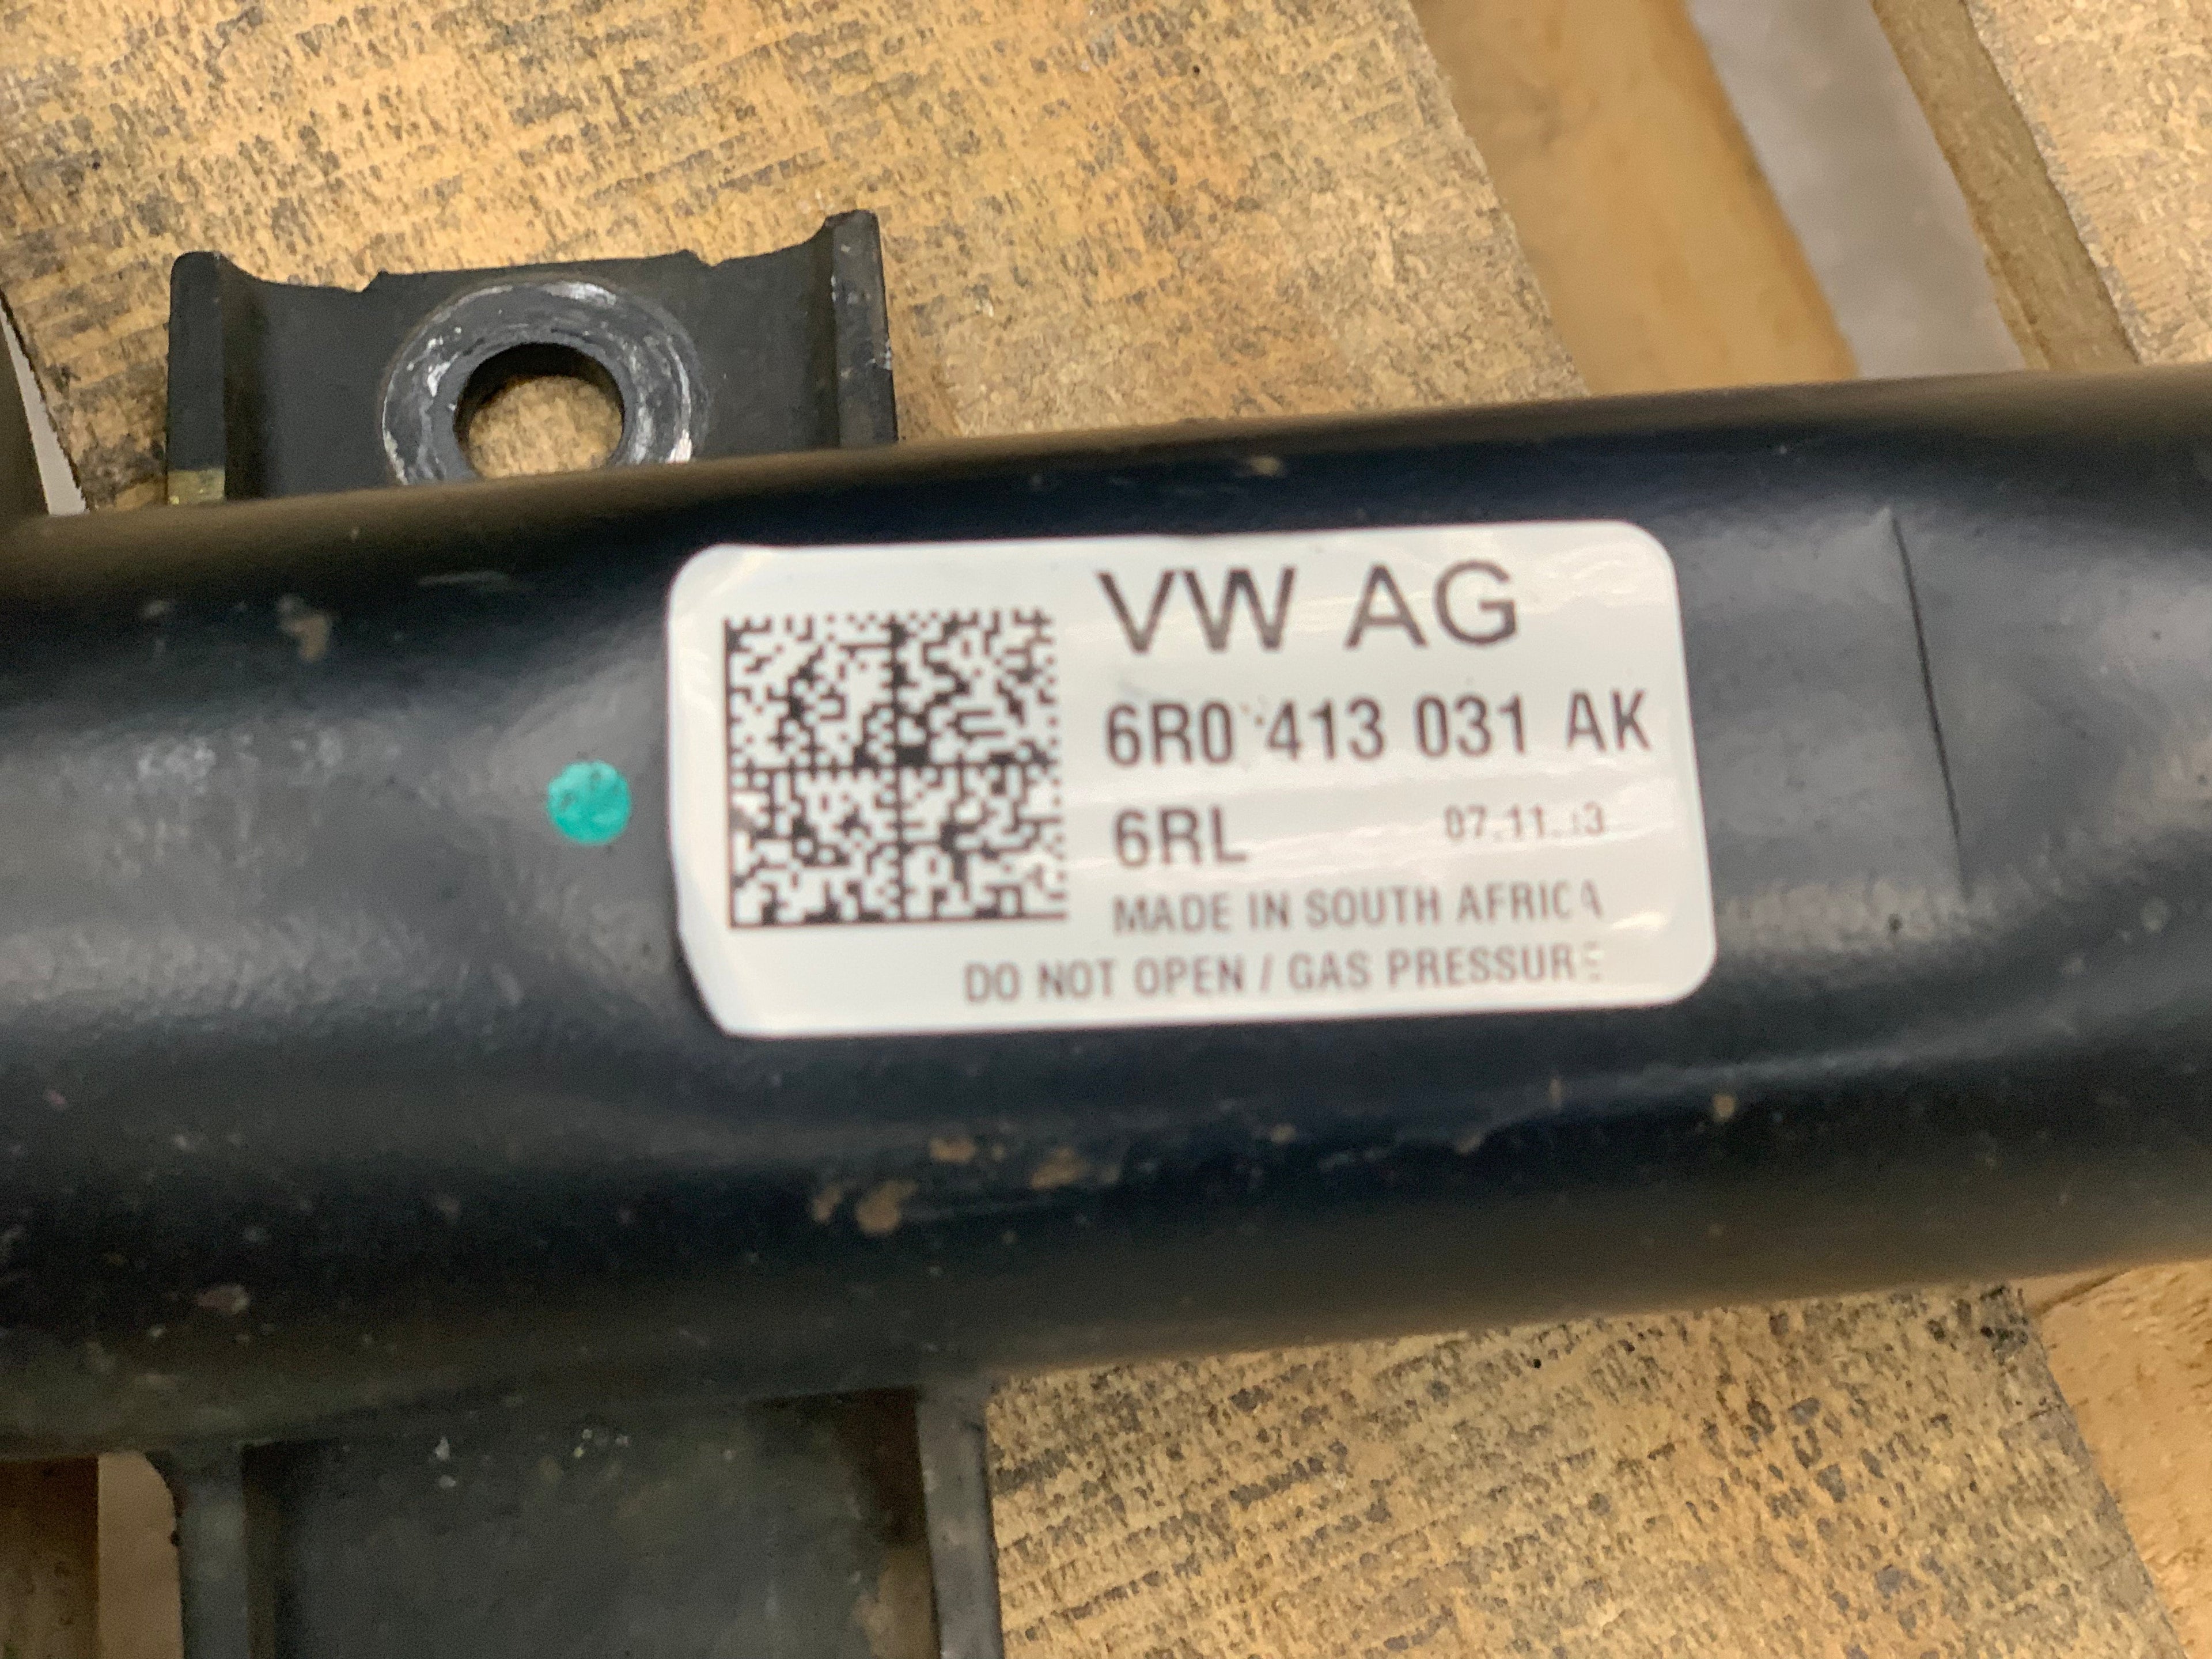 VW AG
6R0 413 031 AK
6RL
MADE IN SOUTH AFRICA
DO NOT OPEN / GAS PRESSURE